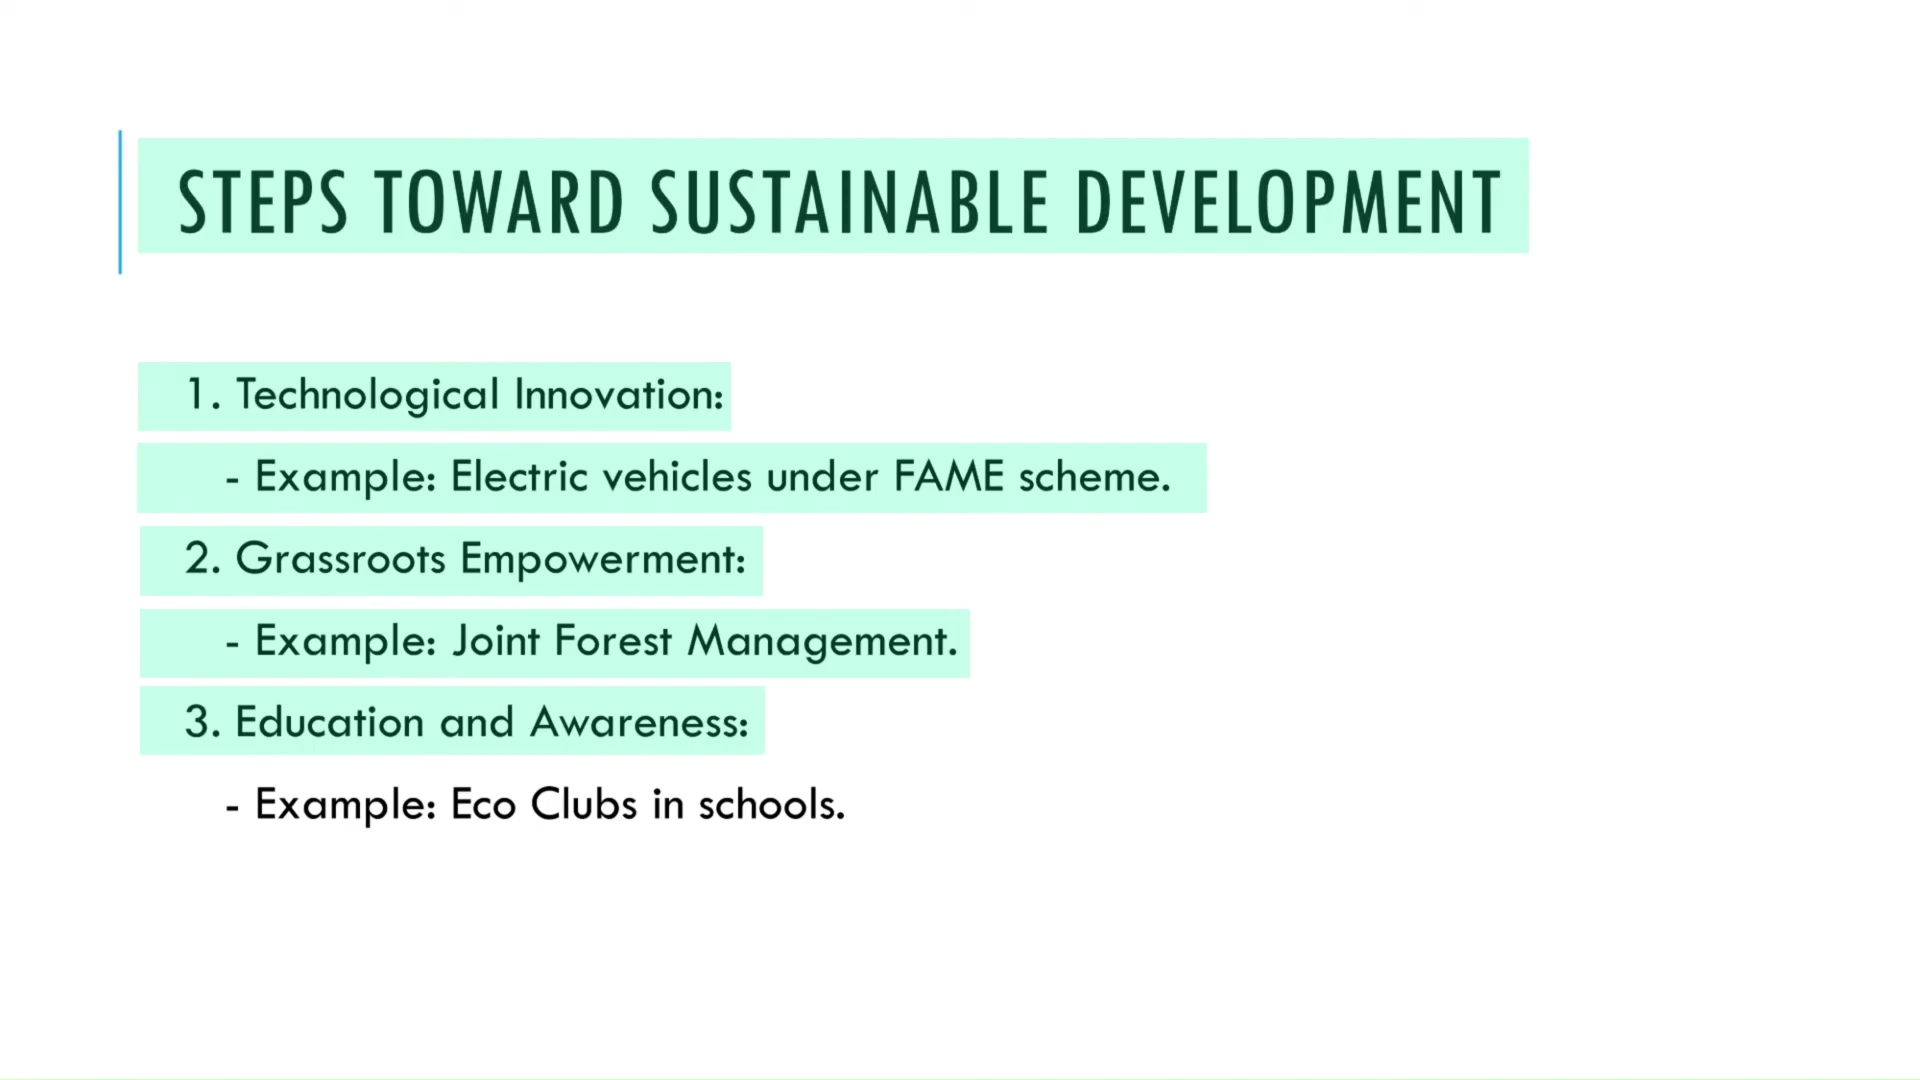 STEPS TOWARD SUSTAINABLE DEVELOPMENT
1. Technological Innovation:
- Example: Electric vehicles under FAME scheme.
2. Grassroots Empowerment:
- Example: Joint Forest Management.
3. Education and Awareness:
- Example: Eco Clubs in schools.